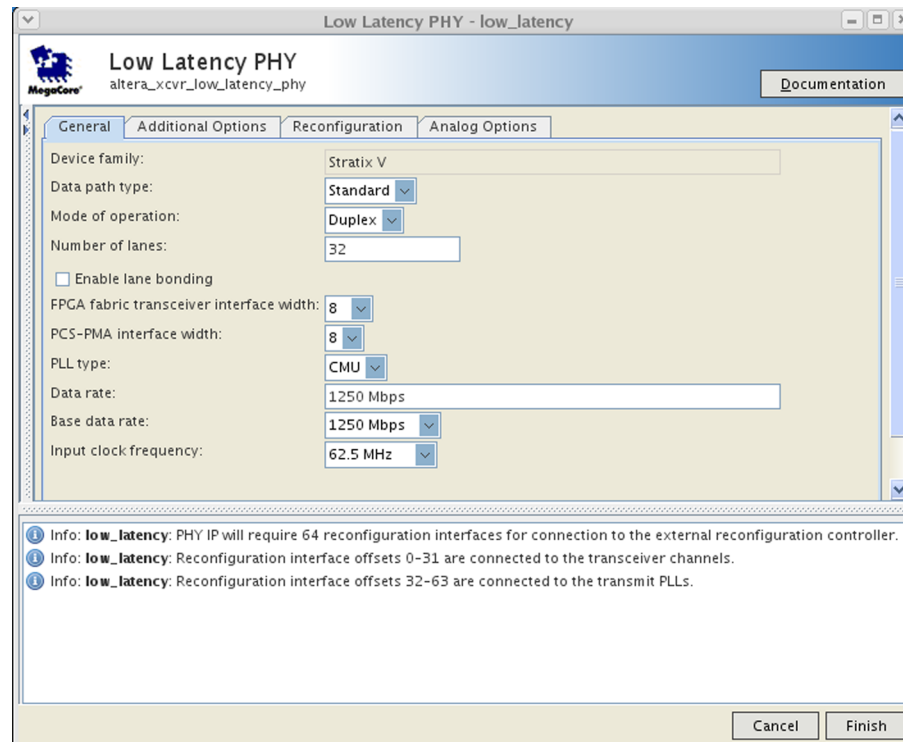 Low Latency PHY - low_latency
Low Latency PHY
MegaCore®
altera_xcvr_low_latency_phy
Documentation
General Additional Options Reconfiguration Analog Options
Device family: Stratix V
Data path type: Standard
Mode of operation: Duplex
Number of lanes: 32
Enable lane bonding
FPGA fabric transceiver interface width: 8
PCS-PMA interface width: 8
PLL type: CMU
Data rate: 1250 Mbps
Base data rate: 1250 Mbps
Input clock frequency: 62.5 MHz
Info: low_latency: PHY IP will require 64 reconfiguration interfaces for connection to the external reconfiguration controller.
Info: low_latency: Reconfiguration interface offsets 0-31 are connected to the transceiver channels.
Info: low_latency: Reconfiguration interface offsets 32-63 are connected to the transmit PLLs.
Cancel Finish